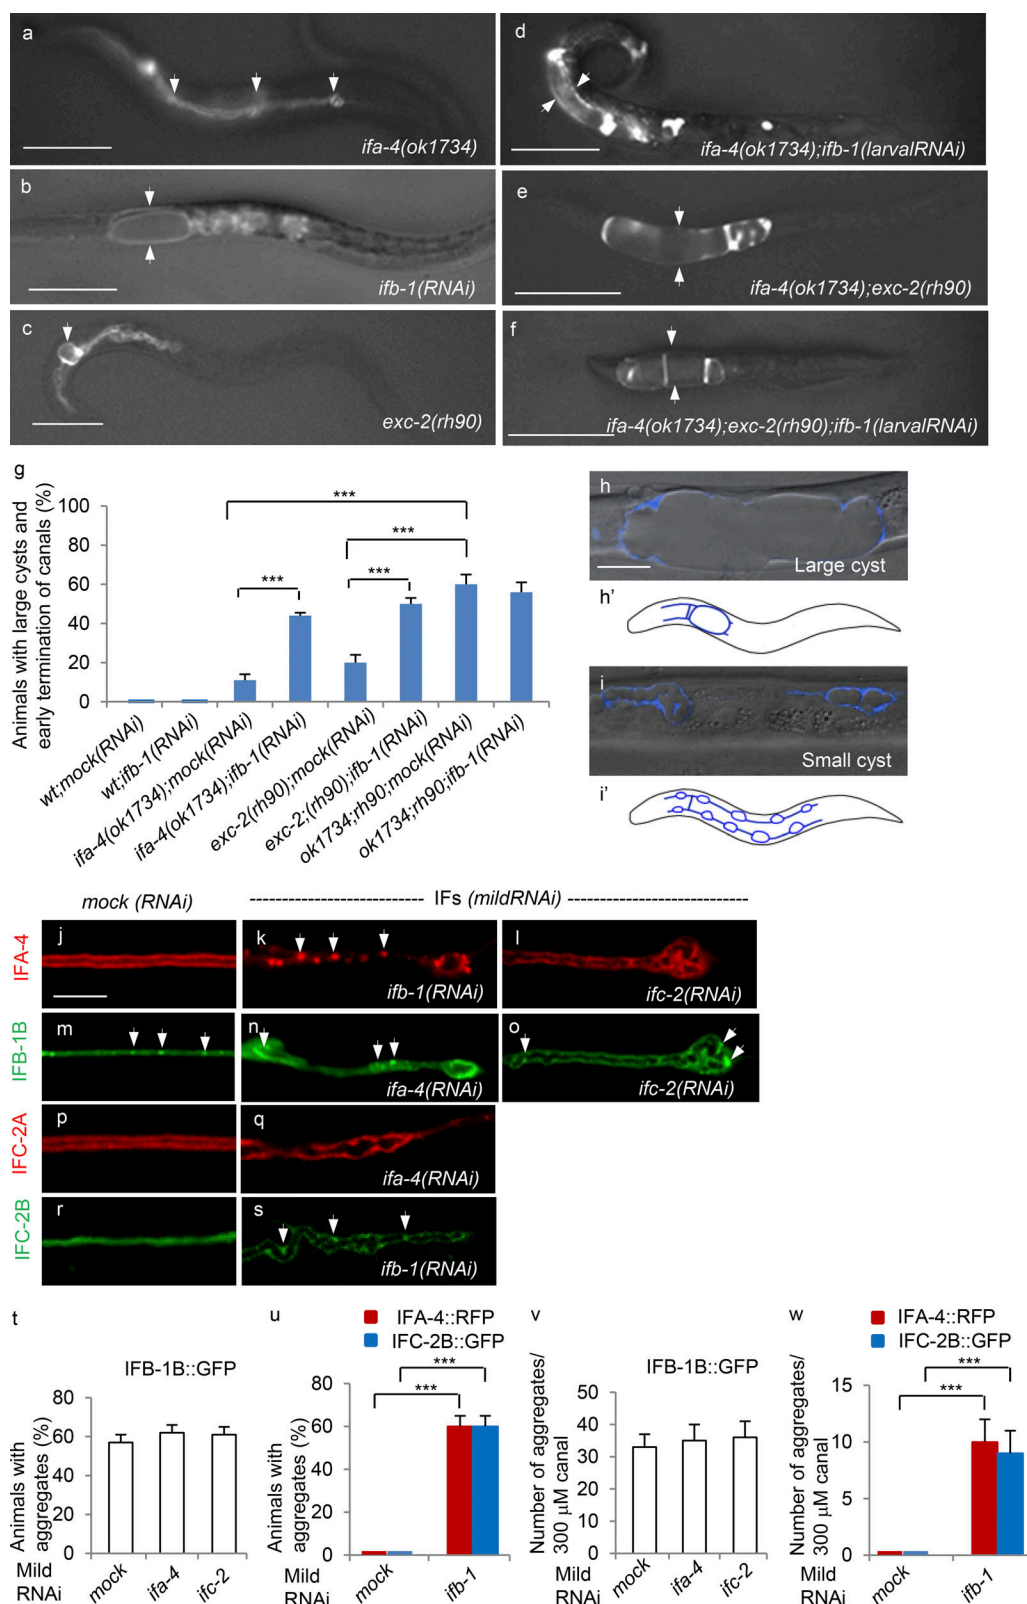 a
ifa-4(ok1734)
b
ifb-1(RNAi)
c
exc-2(rh90)
d
ifa-4(ok1734);ifb-1(larvalRNAi)
e
ifa-4(ok1734);exc-2(rh90)
f
ifa-4(ok1734);exc-2(rh90);ifb-1(larvalRNAi)
g
Animals with large cysts and
early termination of canals (%)
100
80
60
40
20
0
***
***
***
***
wt;mock(RNAi)
wt;ifb-1(RNAi)
ifa-4(ok1734);mock(RNAi)
ifa-4(ok1734);ifb-1(RNAi)
exc-2(rh90);mock(RNAi)
exc-2;(rh90);ifb-1(RNAi)
ok1734;rh90;mock(RNAi)
ok1734;rh90;ifb-1(RNAi)
h
Large cyst
h'
i
Small cyst
i'
mock (RNAi)
IFs (mildRNAi)
IFA-4
j
k
ifb-1(RNAi)
l
ifc-2(RNAi)
IFB-1B
m
n
ifa-4(RNAi)
o
ifc-2(RNAi)
IFC-2A
p
q
ifa-4(RNAi)
IFC-2B
r
s
ifb-1(RNAi)
t
IFB-1B::GFP
Animals with
aggregates (%)
80
60
40
20
0
Mild
RNAi
mock
ifa-4
ifc-2
u
IFA-4::RFP
IFC-2B::GFP
Animals with
aggregates (%)
80
60
40
20
0
***
***
Mild
RNAi
mock
ifb-1
v
IFB-1B::GFP
Number of aggregates/
300 µM canal
50
40
30
20
10
0
Mild
RNAi
mock
ifa-4
ifc-2
w
IFA-4::RFP
IFC-2B::GFP
Number of aggregates/
300 µM canal
15
10
5
0
***
***
Mild
RNAi
mock
ifb-1